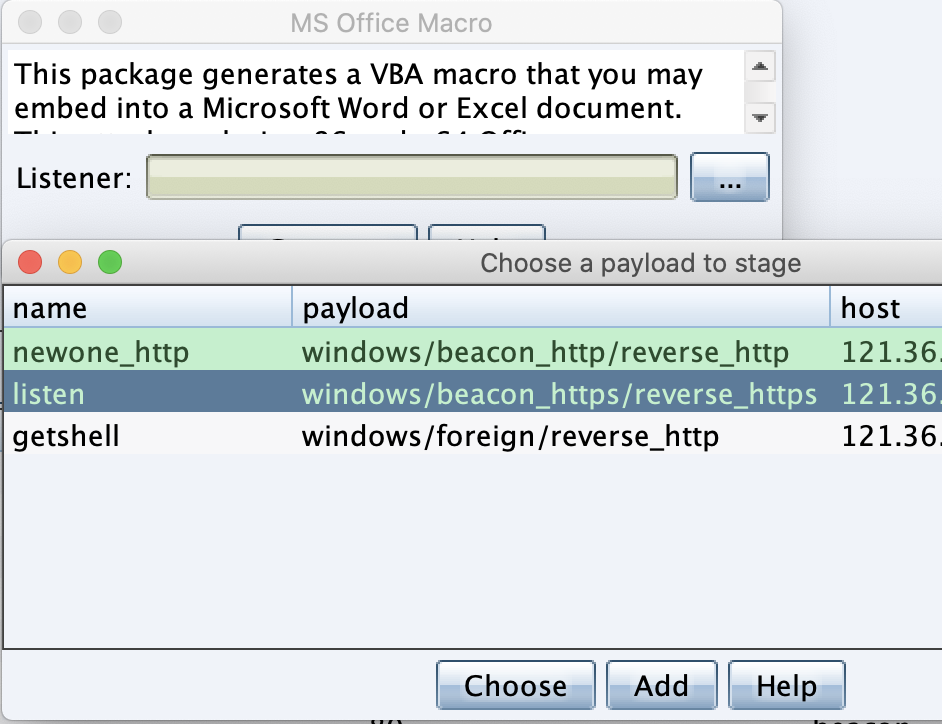 MS Office Macro
This package generates a VBA macro that you may
embed into a Microsoft Word or Excel document.
Listener:
...
Choose a payload to stage
name payload host
newone_http windows/beacon_http/reverse_http 121.36.
listen windows/beacon_https/reverse_https 121.36.
getshell windows/foreign/reverse_http 121.36.
Choose Add Help